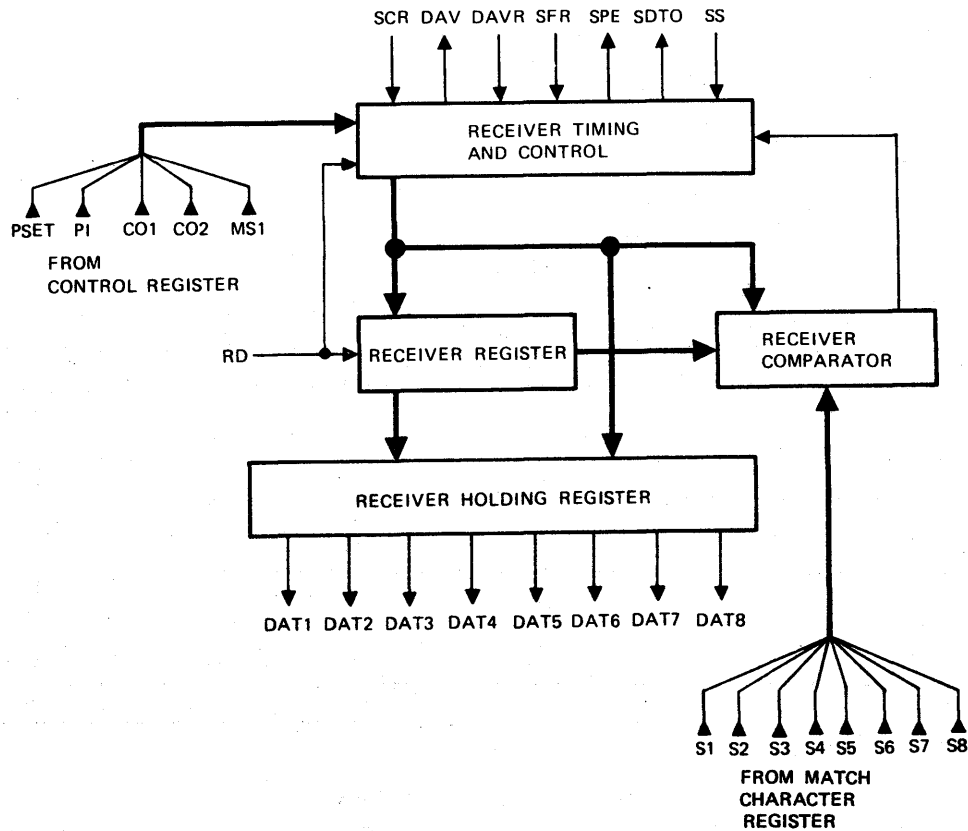 SCR DAV DAVR SFR SPE SDTO SS
RECEIVER TIMING
AND CONTROL
PSET PI CO1 CO2 MS1
FROM
CONTROL REGISTER
RD
RECEIVER REGISTER
RECEIVER
COMPARATOR
RECEIVER HOLDING REGISTER
DAT1 DAT2 DAT3 DAT4 DAT5 DAT6 DAT7 DAT8
S1 S2 S3 S4 S5 S6 S7 S8
FROM MATCH
CHARACTER
REGISTER